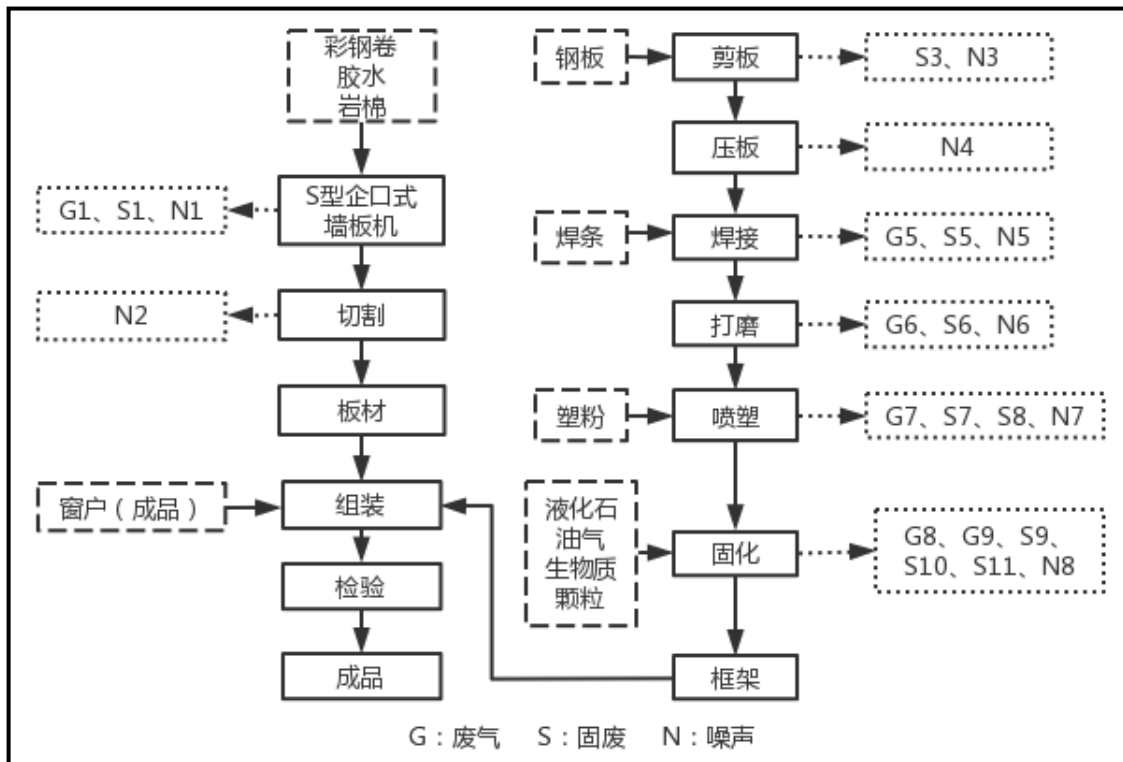 彩钢卷
胶水
岩棉
S型企口式
墙板机
G1、S1、N1
切割
N2
板材
窗户（成品）
组装
检验
成品
钢板
剪板
S3、N3
压板
N4
焊条
焊接
G5、S5、N5
打磨
G6、S6、N6
塑粉
喷塑
G7、S7、S8、N7
液化石
油气
生物质
颗粒
固化
G8、G9、S9、
S10、S11、N8
框架
G：废气 S：固废 N：噪声